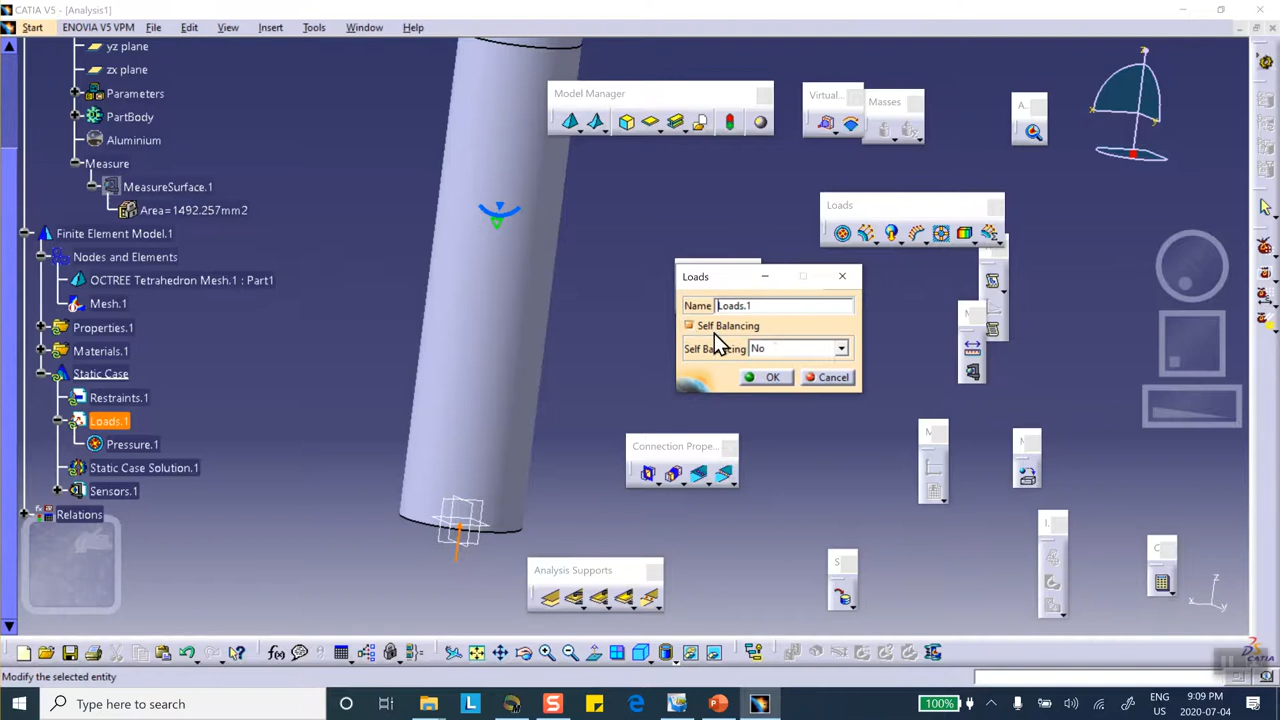 CATIA V5 - [Analysis1]
Start
ENOVIA V5 VPM
File
Edit
View
Insert
Tools
Window
Help
yz plane
zx plane
Parameters
PartBody
Aluminium
Measure
MeasureSurface.1
Area=1492.257mm2
Finite Element Model.1
Nodes and Elements
OCTREE Tetrahedron Mesh.1 : Part1
Mesh.1
Properties.1
Materials.1
Static Case
Restraints.1
Loads.1
Pressure.1
Static Case Solution.1
Sensors.1
Relations
Model Manager
Virtual...
Masses
A...
Loads
Loads
Name
Loads.1
Self Balancing
Self Balancing
No
OK
Cancel
M...
Connection Prope...
M...
M...
Analysis Supports
S
I...
C
z
x
Modify the selected entity
CATIA
Type here to search
100%
ENG
US
9:09 PM
2020-07-04